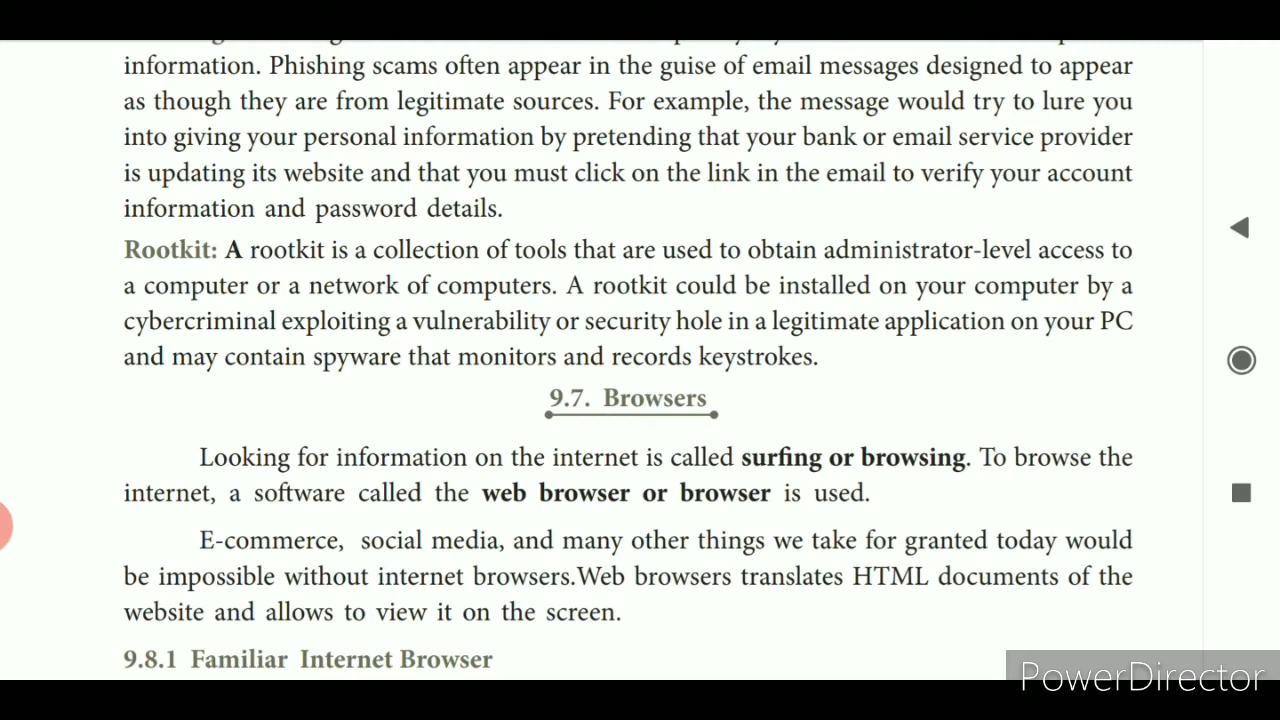 information. Phishing scams often appear in the guise of email messages designed to appear
as though they are from legitimate sources. For example, the message would try to lure you
into giving your personal information by pretending that your bank or email service provider
is updating its website and that you must click on the link in the email to verify your account
information and password details.
Rootkit: A rootkit is a collection of tools that are used to obtain administrator-level access to
a computer or a network of computers. A rootkit could be installed on your computer by a
cybercriminal exploiting a vulnerability or security hole in a legitimate application on your PC
and may contain spyware that monitors and records keystrokes.
9.7. Browsers
Looking for information on the internet is called surfing or browsing. To browse the
internet, a software called the web browser or browser is used.
E-commerce, social media, and many other things we take for granted today would
be impossible without internet browsers.Web browsers translates HTML documents of the
website and allows to view it on the screen.
9.8.1 Familiar Internet Browser
PowerDirector